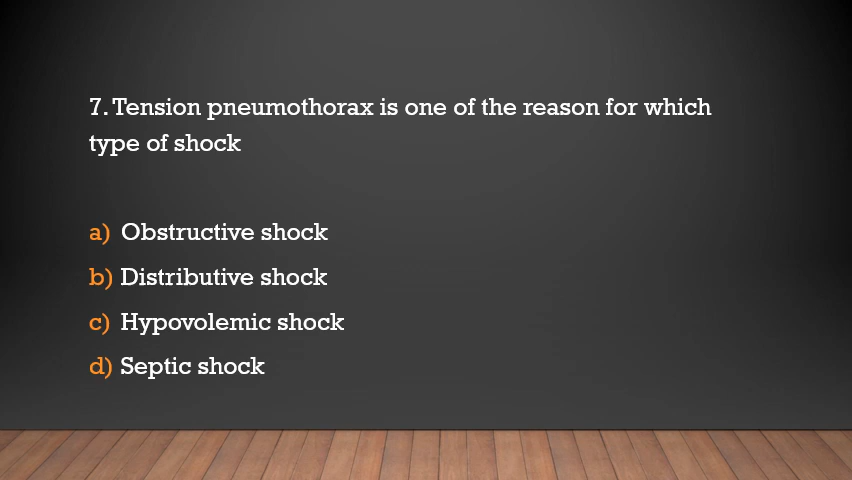 7. Tension pneumothorax is one of the reason for which
type of shock
a) Obstructive shock
b) Distributive shock
c) Hypovolemic shock
d) Septic shock